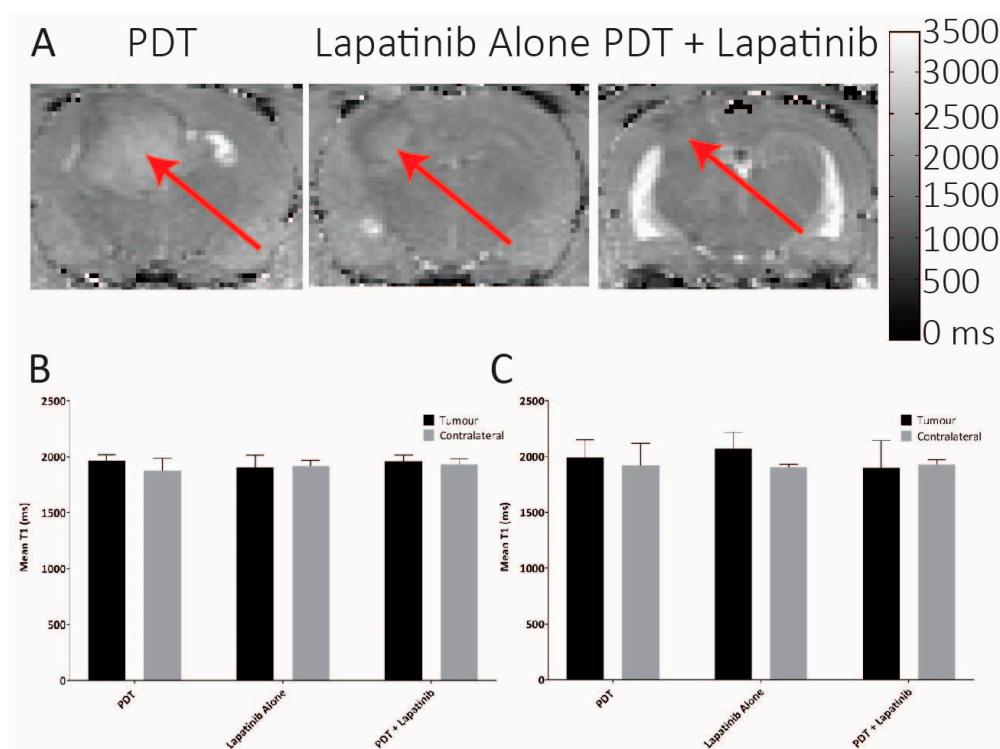 A PDT Lapatinib Alone PDT + Lapatinib
3500
3000
2500
2000
1500
1000
500
0 ms
B
2500
2000
1500
1000
500
0
Mean T1 (ms)
Tumour
Contralateral
PDT
Lapatinib Alone
PDT + Lapatinib
C
2500
2000
1500
1000
500
0
Mean T1 (ms)
Tumour
Contralateral
PDT
Lapatinib Alone
PDT + Lapatinib